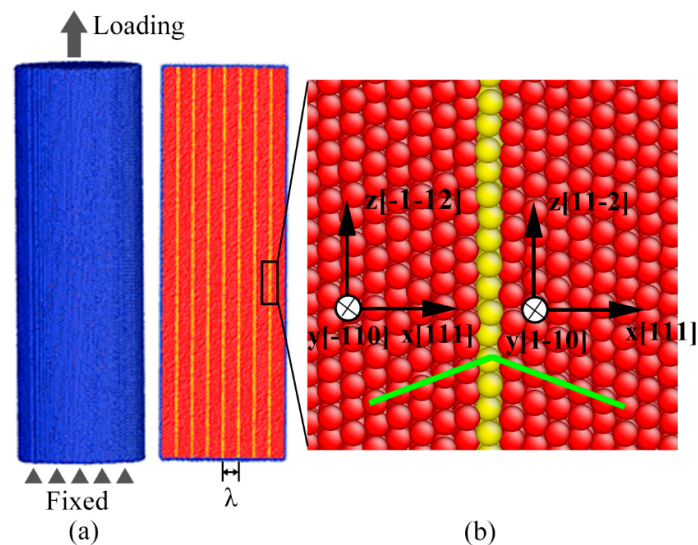 Loading
z[-1-12]
z[11-2]
y[-110]
x[111]
y[1-10]
x[111]
Fixed
λ
(a)
(b)